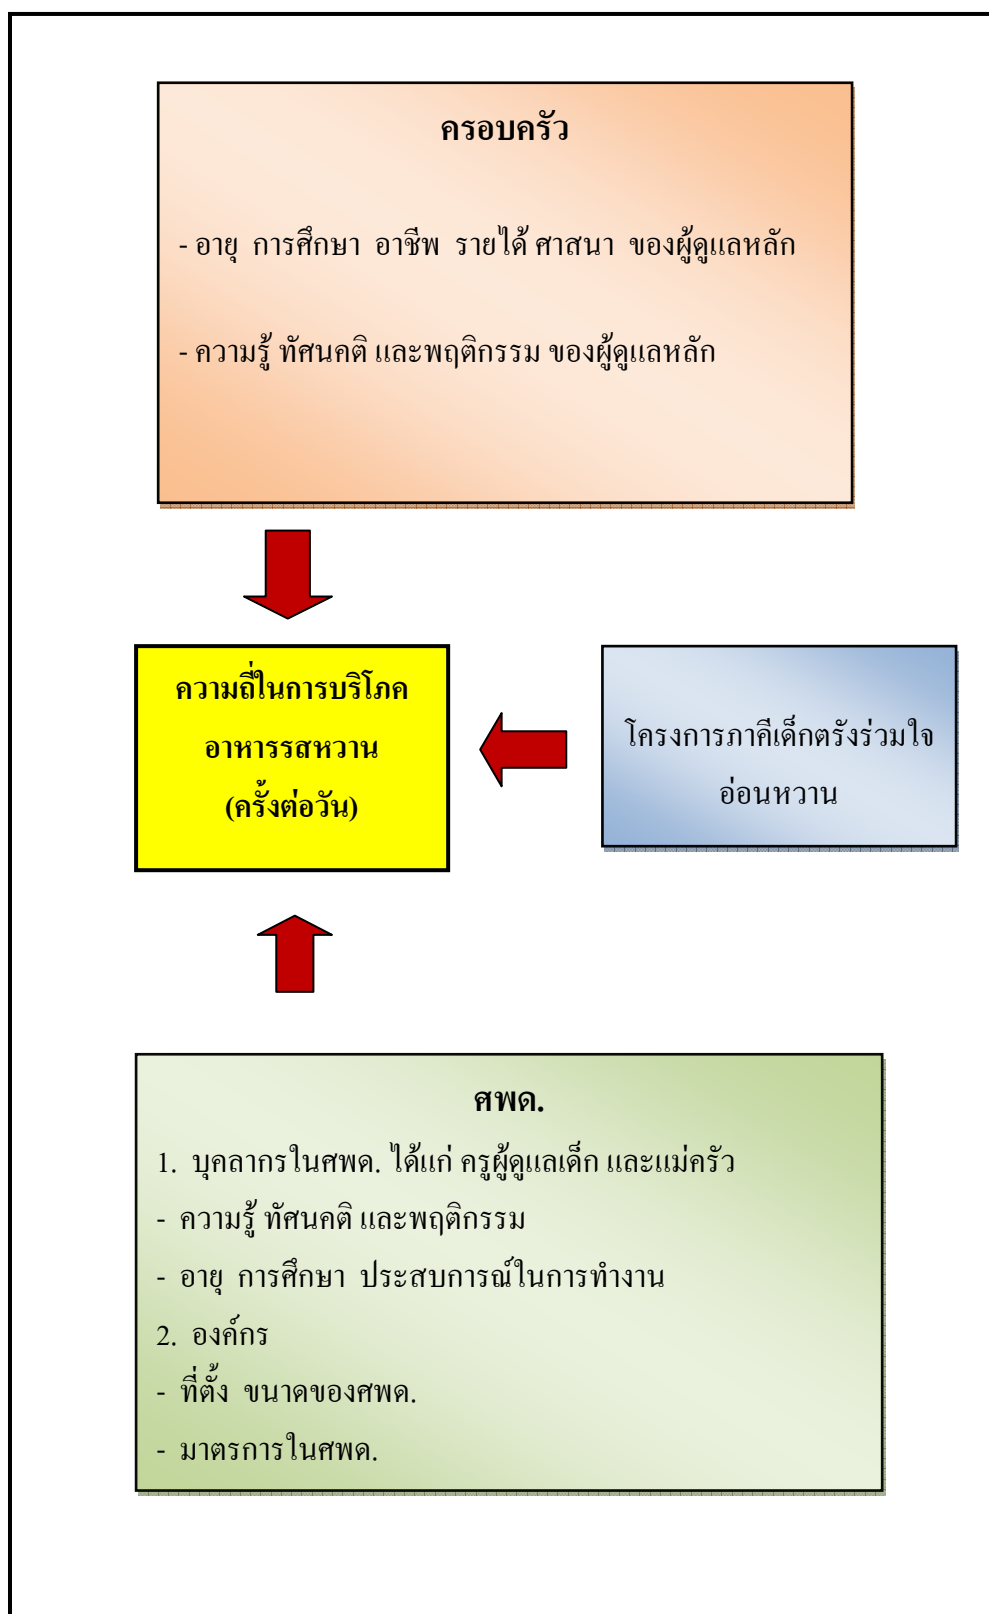 ครอบครัว
- อายุ การศึกษา อาชีพ รายได้ ศาสนา ของผู้ดูแลหลัก
- ความรู้ ทัศนคติ และพฤติกรรม ของผู้ดูแลหลัก
ความถี่ในการบริโภค
อาหารรสหวาน
(ครั้งต่อวัน)
โครงการภาคีเด็กตรังร่วมใจ
อ่อนหวาน
ศพด.
1. บุคลากรในศพด. ได้แก่ ครูผู้ดูแลเด็ก และแม่ครัว
- ความรู้ ทัศนคติ และพฤติกรรม
- อายุ การศึกษา ประสบการณ์ในการทำงาน
2. องค์กร
- ที่ตั้ง ขนาดของศพด.
- มาตรการในศพด.